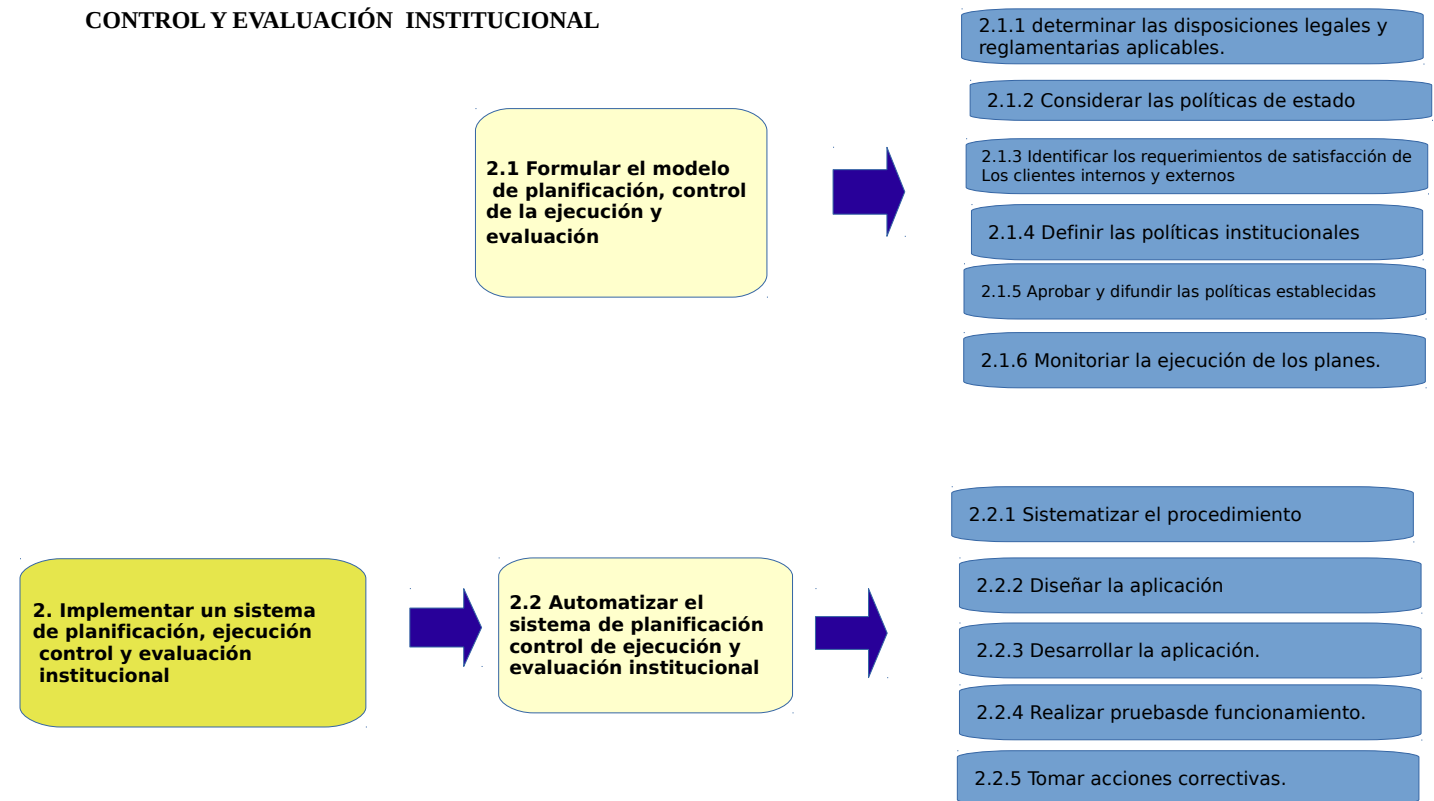 CONTROL Y EVALUACIÓN  INSTITUCIONAL
2.1 Formular el modelo
de planificación, control
de la ejecución y
evaluación
2.1.1 determinar las disposiciones legales y
reglamentarias aplicables.
2.1.2 Considerar las políticas de estado
2.1.3 Identificar los requerimientos de satisfacción de
Los clientes internos y externos
2.1.4 Definir las políticas institucionales
2.1.5 Aprobar y difundir las políticas establecidas
2.1.6 Monitoriar la ejecución de los planes.
2. Implementar un sistema
de planificación, ejecución
control y evaluación
institucional
2.2 Automatizar el
sistema de planificación
control de ejecución y
evaluación institucional
2.2.1 Sistematizar el procedimiento
2.2.2 Diseñar la aplicación
2.2.3 Desarrollar la aplicación.
2.2.4 Realizar pruebasde funcionamiento.
2.2.5 Tomar acciones correctivas.